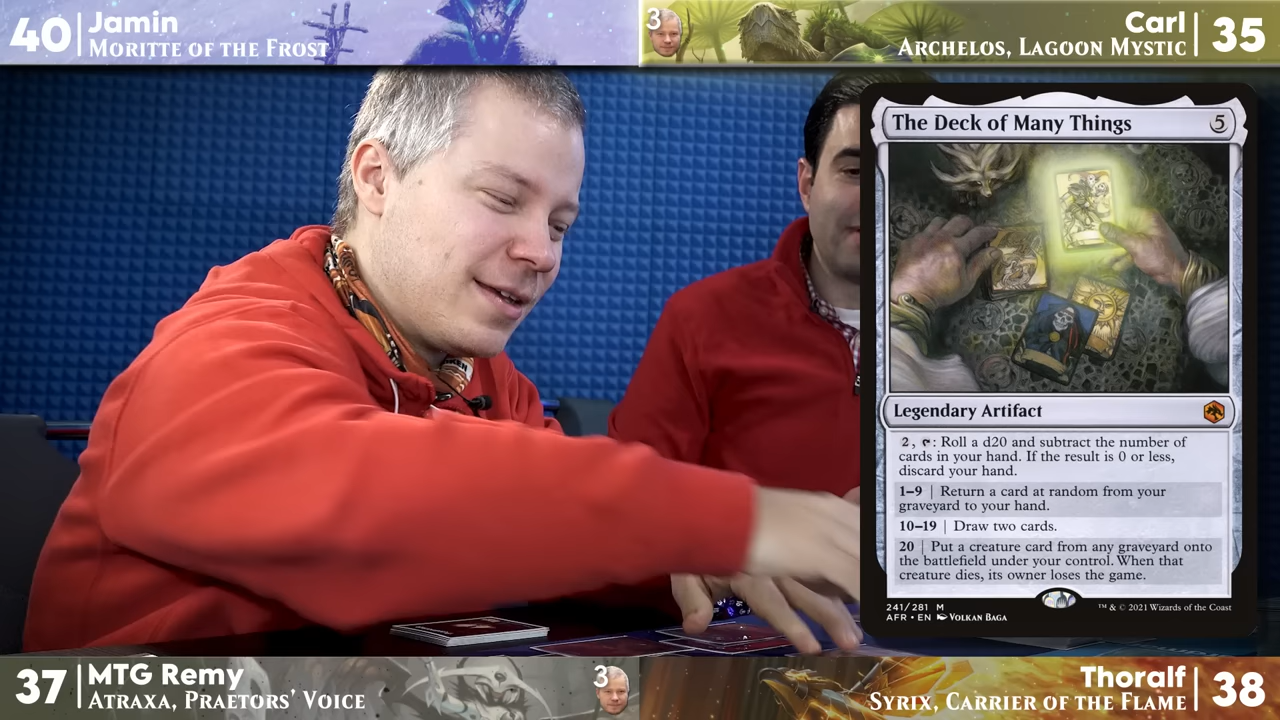 40 Jamin
Moritte of the Frost
3
Carl 35
Archelos, Lagoon Mystic
The Deck of Many Things 5
Legendary Artifact
2, : Roll a d20 and subtract the number of
cards in your hand. If the result is 0 or less,
discard your hand.
1–9 | Return a card at random from your
graveyard to your hand.
10–19 | Draw two cards.
20 | Put a creature card from any graveyard onto
the battlefield under your control. When that
creature dies, its owner loses the game.
241/281 M
AFR • EN Volkan Baga
™ & © 2021 Wizards of the Coast
37 MTG Remy
Atraxa, Praetors' Voice
3
Thoralf 38
Syrix, Carrier of the Flame